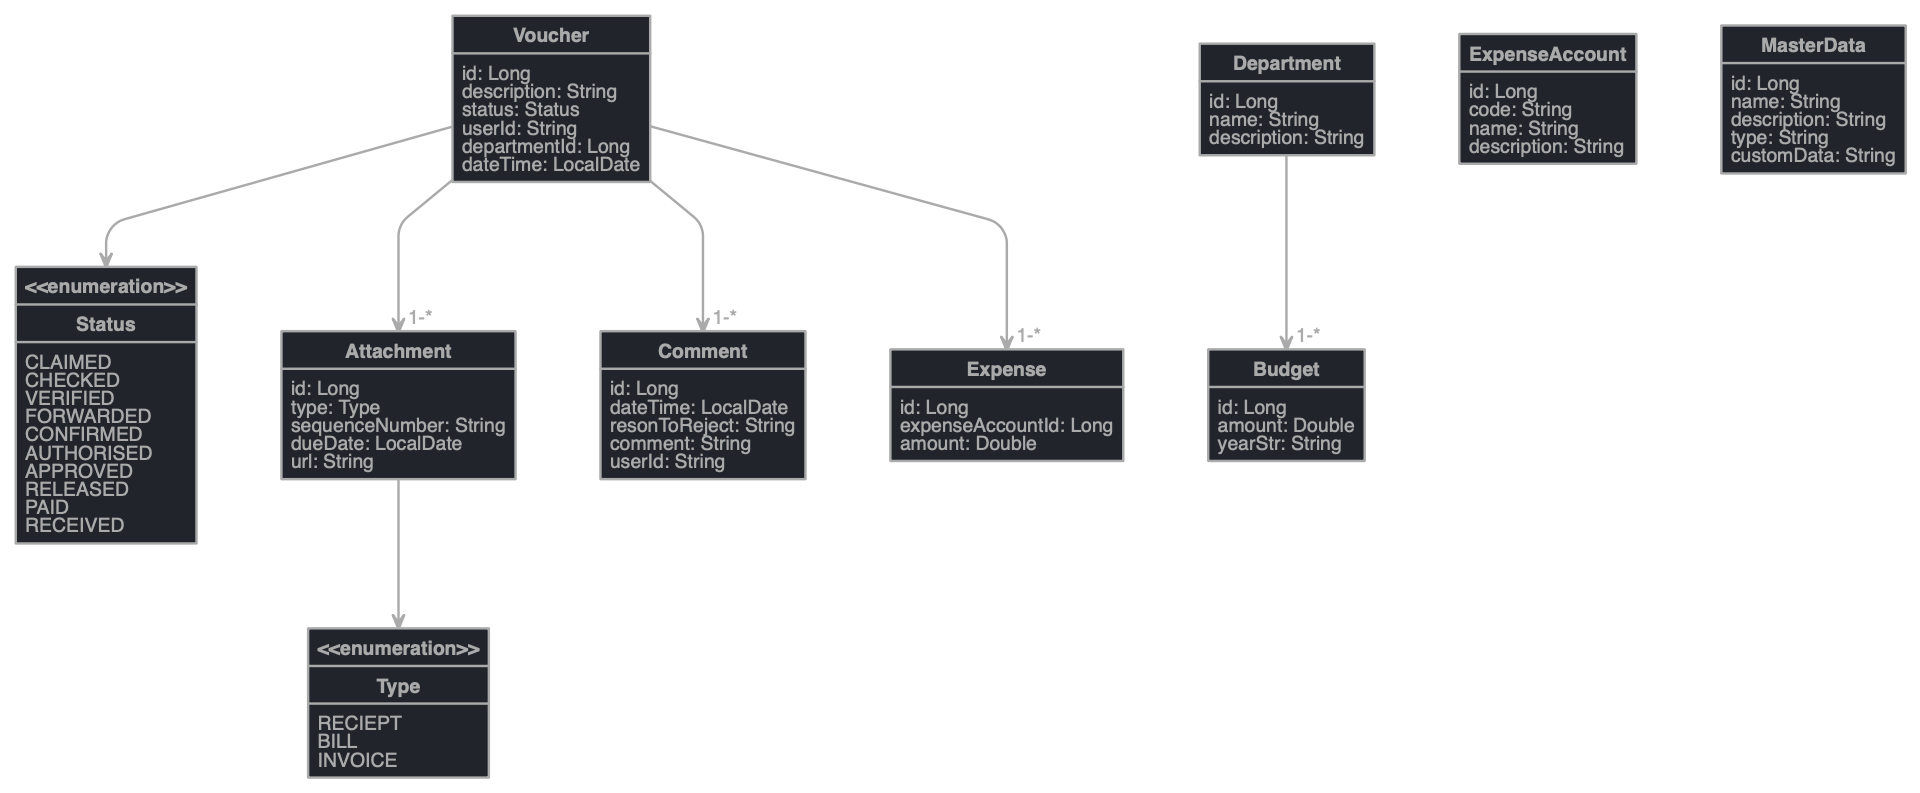 Voucher
id: Long
description: String
status: Status
userId: String
departmentId: Long
dateTime: LocalDate
Department
id: Long
name: String
description: String
ExpenseAccount
id: Long
code: String
name: String
description: String
MasterData
id: Long
name: String
description: String
type: String
customData: String
<<enumeration>>
Status
CLAIMED
CHECKED
VERIFIED
FORWARDED
CONFIRMED
AUTHORISED
APPROVED
RELEASED
PAID
RECEIVED
1-*
Attachment
id: Long
type: Type
sequenceNumber: String
dueDate: LocalDate
url: String
1-*
Comment
id: Long
dateTime: LocalDate
resonToReject: String
comment: String
userId: String
1-*
Expense
id: Long
expenseAccountId: Long
amount: Double
1-*
Budget
id: Long
amount: Double
yearStr: String
<<enumeration>>
Type
RECIEPT
BILL
INVOICE